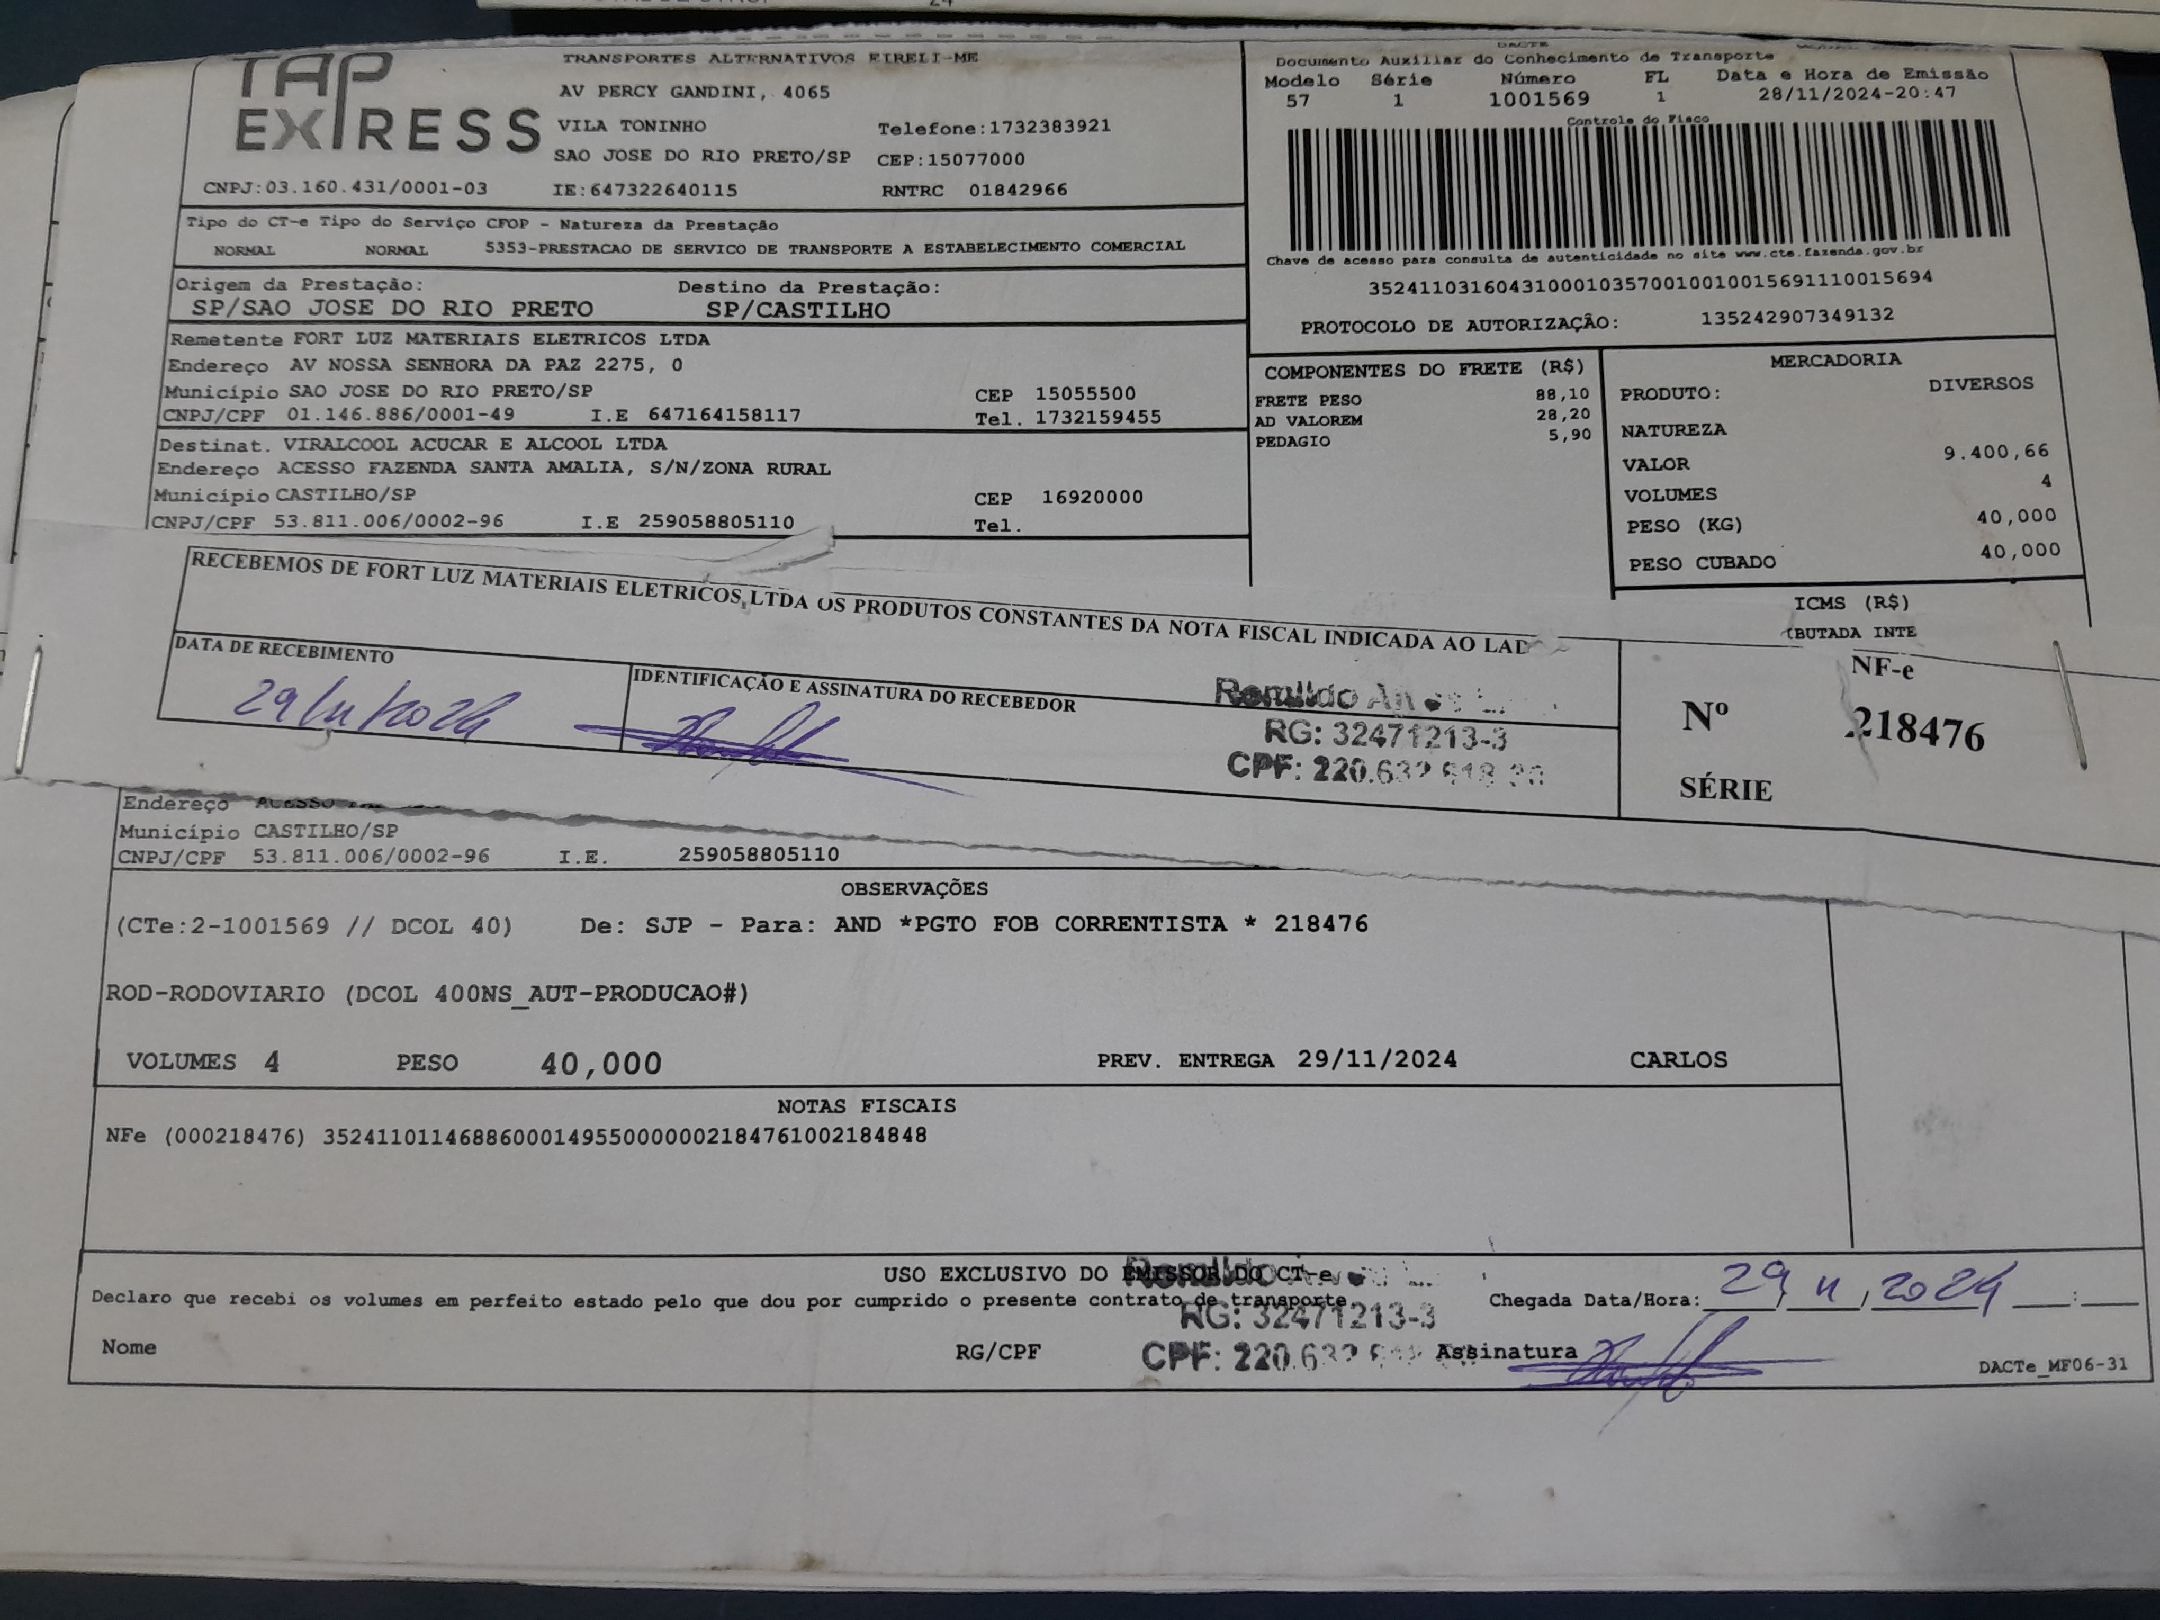 TAP
EXPRESS
TRANSPORTES ALTERNATIVOS EIRELI-ME
AV PERCY GANDINI, 4065
VILA TONINHO Telefone:1732383921
SAO JOSE DO RIO PRETO/SP CEP:15077000
CNPJ:03.160.431/0001-03 IE:647322640115 RNTRC 01842966
DACTE
Documento Auxiliar do Conhecimento de Transporte
Modelo Série Número FL Data e Hora de Emissão
57 1 1001569 1 28/11/2024-20:47
Controle do Fisco
Chave de acesso para consulta de autenticidade no site www.cte.fazenda.gov.br
35241103160431000103570010010015691110015694
PROTOCOLO DE AUTORIZAÇÃO: 135242907349132
Tipo do CT-e Tipo do Serviço CFOP - Natureza da Prestação
NORMAL NORMAL 5353-PRESTACAO DE SERVICO DE TRANSPORTE A ESTABELECIMENTO COMERCIAL
Origem da Prestação: Destino da Prestação:
SP/SAO JOSE DO RIO PRETO SP/CASTILHO
Remetente FORT LUZ MATERIAIS ELETRICOS LTDA
Endereço AV NOSSA SENHORA DA PAZ 2275, 0
Município SAO JOSE DO RIO PRETO/SP CEP 15055500
CNPJ/CPF 01.146.886/0001-49 I.E 647164158117 Tel. 1732159455
Destinat. VIRALCOOL ACUCAR E ALCOOL LTDA
Endereço ACESSO FAZENDA SANTA AMALIA, S/N/ZONA RURAL
Município CASTILHO/SP CEP 16920000
CNPJ/CPF 53.811.006/0002-96 I.E 259058805110 Tel.
COMPONENTES DO FRETE (R$)
FRETE PESO 88,10
AD VALOREM 28,20
PEDAGIO 5,90
MERCADORIA
PRODUTO: DIVERSOS
NATUREZA
VALOR 9.400,66
VOLUMES 4
PESO (KG) 40,000
PESO CUBADO 40,000
ICMS (R$)
BUTADA INTE
RECEBEMOS DE FORT LUZ MATERIAIS ELETRICOS LTDA OS PRODUTOS CONSTANTES DA NOTA FISCAL INDICADA AO LAD
DATA DE RECEBIMENTO
29/11/2024
IDENTIFICAÇÃO E ASSINATURA DO RECEBEDOR
Romildo
RG: 32471213-3
CPF: 220.632
NF-e
Nº 218476
SÉRIE
Endereço ACESSO
Município CASTILHO/SP
CNPJ/CPF 53.811.006/0002-96 I.E. 259058805110
OBSERVAÇÕES
(CTe:2-1001569 // DCOL 40) De: SJP - Para: AND *PGTO FOB CORRENTISTA * 218476
ROD-RODOVIARIO (DCOL 400NS_AUT-PRODUCAO#)
VOLUMES 4 PESO 40,000 PREV. ENTREGA 29/11/2024 CARLOS
NOTAS FISCAIS
NFe (000218476) 35241101146886000149550000002184761002184848
USO EXCLUSIVO DO EMISSOR DO CT-e
Declaro que recebi os volumes em perfeito estado pelo que dou por cumprido o presente contrato de transporte
Chegada Data/Hora: 29 11 2024
Romildo
RG: 32471213-3
CPF: 220.632
Nome RG/CPF Assinatura
DACTe_MF06-31